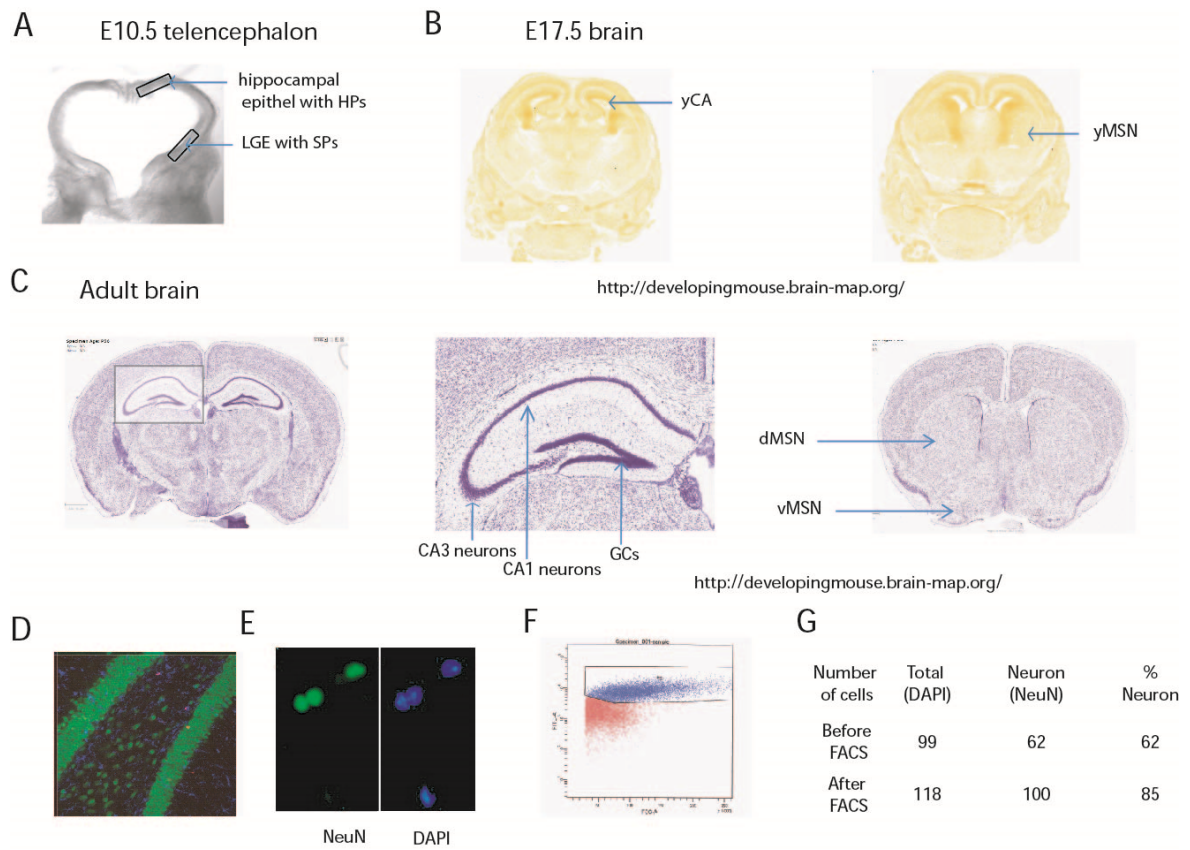 A
E10.5 telencephalon
hippocampal
epithel with HPs
LGE with SPs
B
E17.5 brain
yCA
yMSN
http://developingmouse.brain-map.org/
C
Adult brain
CA3 neurons
CA1 neurons
GCs
dMSN
vMSN
http://developingmouse.brain-map.org/
D
E
NeuN
DAPI
F
G
Number of cells
Total (DAPI)
Neuron (NeuN)
% Neuron
Before FACS
99
62
62
After FACS
118
100
85